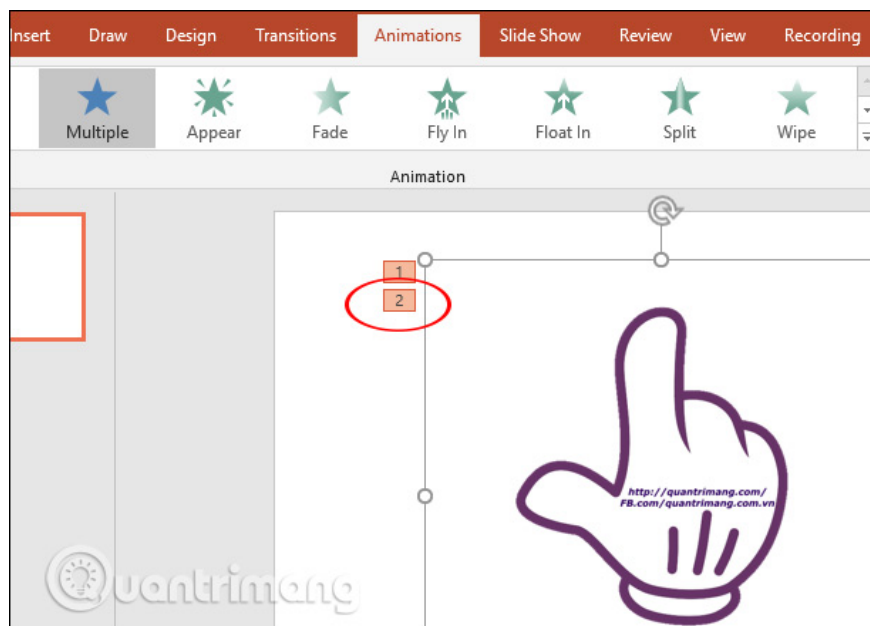 Insert Draw Design Transitions Animations Slide Show Review View Recording
Multiple Appear Fade Fly In Float In Split Wipe
Animation
1
2
http://quantrimang.com/
FB.com/quantrimang.com.vn
Quantrimang